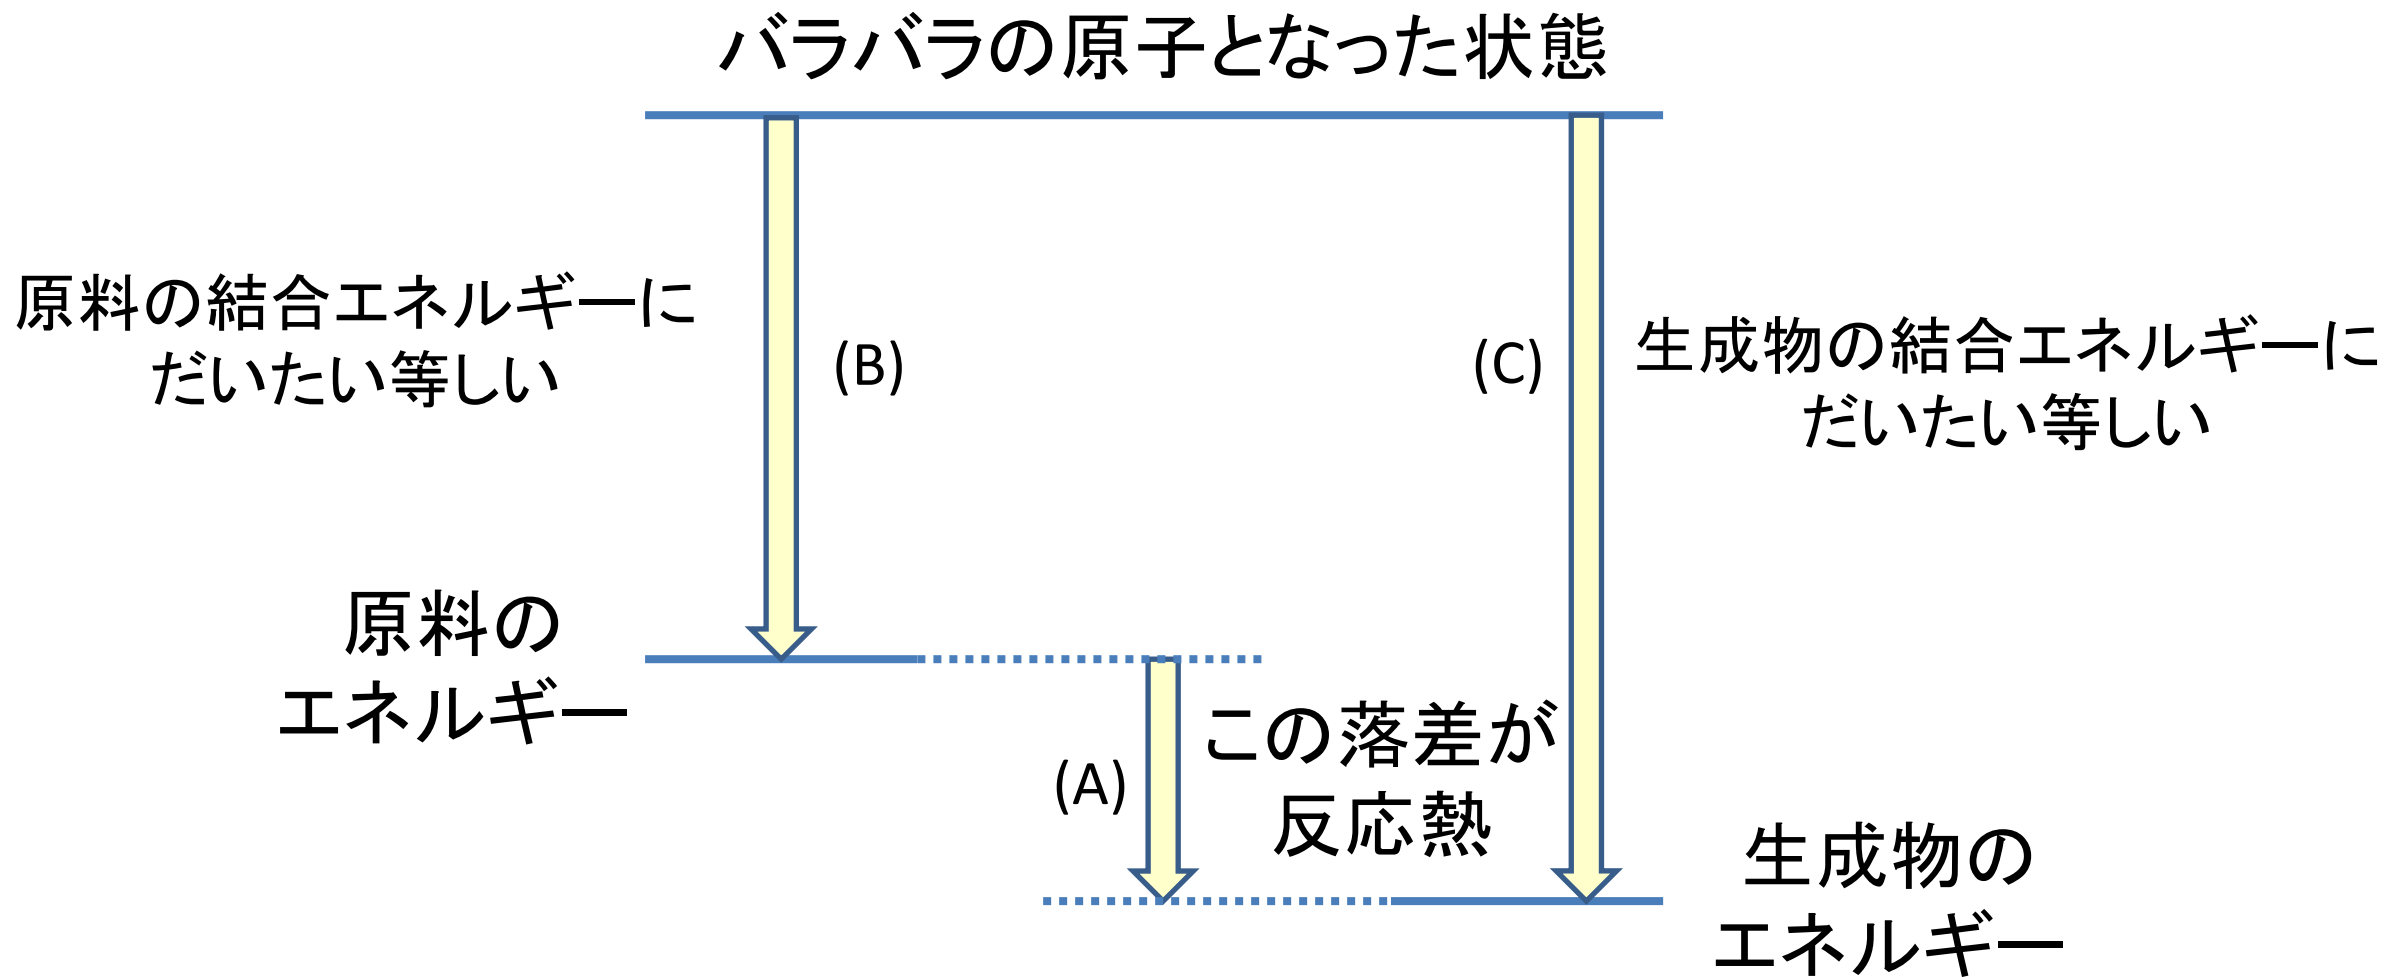 バラバラの原子となった状態
原料の結合エネルギーに
だいたい等しい
(B)
(C)
生成物の結合エネルギーに
だいたい等しい
原料の
エネルギー
(A)
この落差が
反応熱
生成物の
エネルギー